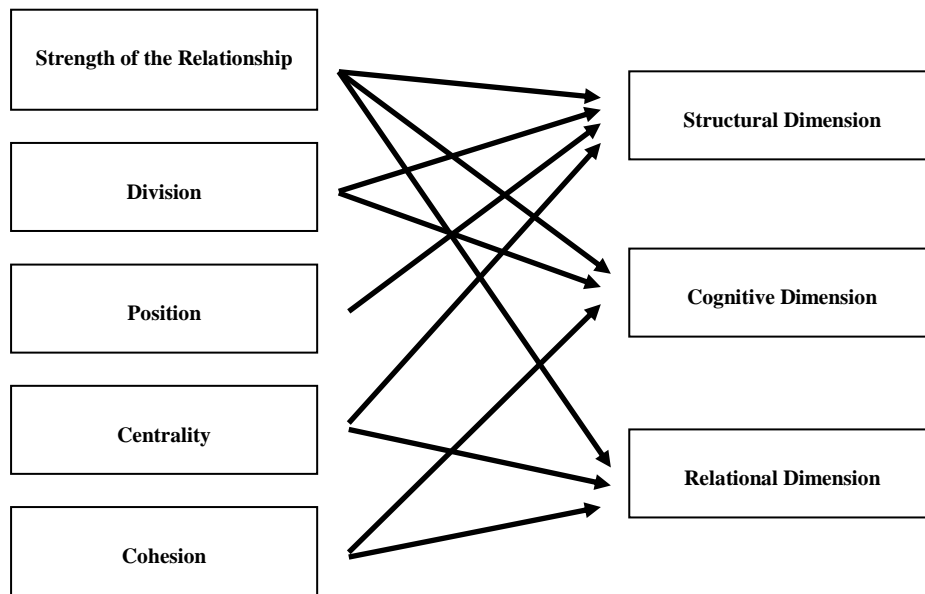 Strength of the Relationship
Division
Position
Centrality
Cohesion
Structural Dimension
Cognitive Dimension
Relational Dimension